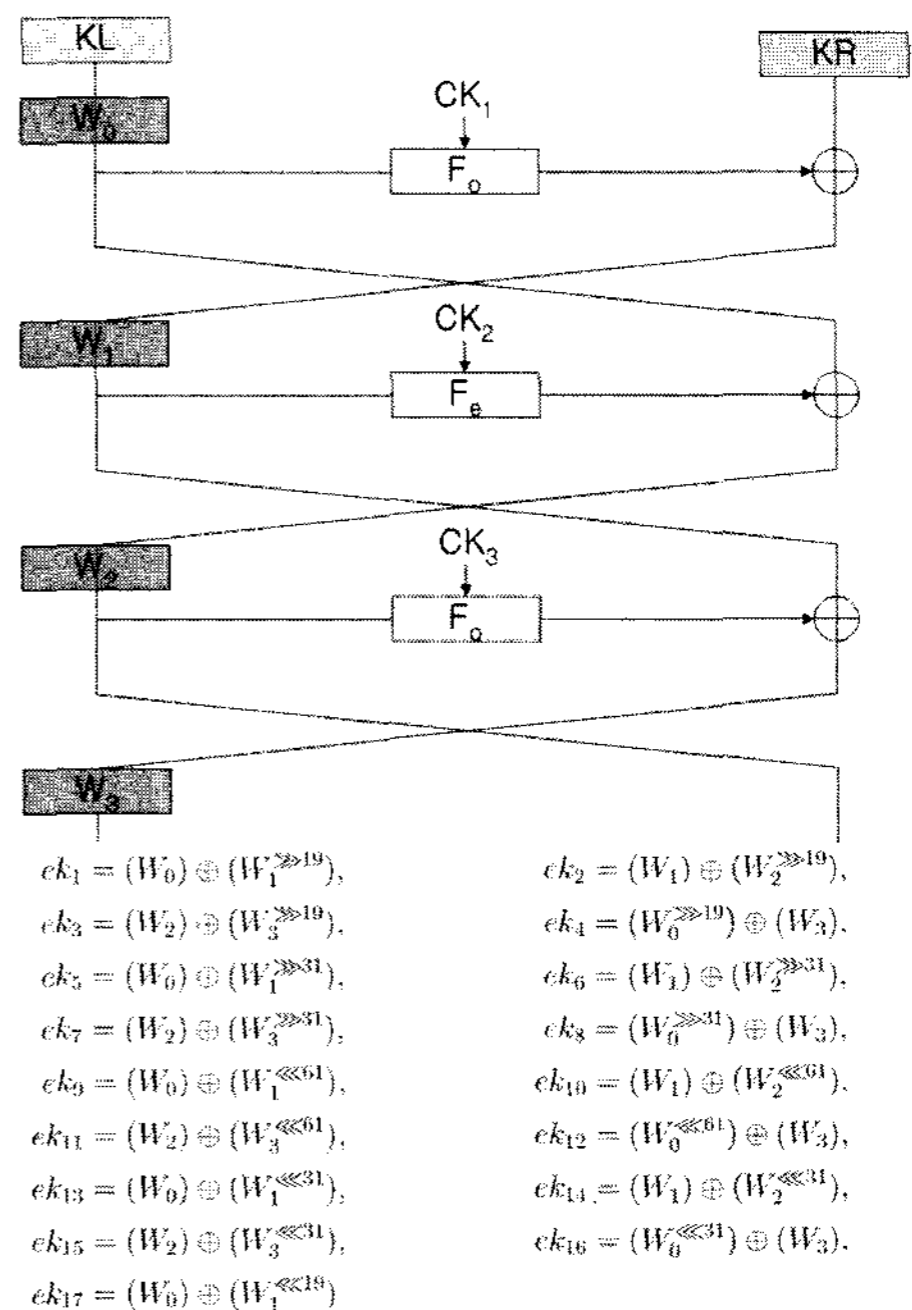 KL
KR
W₀
CK₁
Fₒ
W₁
CK₂
Fₑ
W₂
CK₃
Fₒ
W₃
ek₁ = (W₀) ⊕ (W₁^⋙19),
ek₂ = (W₁) ⊕ (W₂^⋙19),
ek₃ = (W₂) ⊕ (W₃^⋙19),
ek₄ = (W₀^⋙19) ⊕ (W₃),
ek₅ = (W₀) ⊕ (W₁^⋙31),
ek₆ = (W₁) ⊕ (W₂^⋙31),
ek₇ = (W₂) ⊕ (W₃^⋙31),
ek₈ = (W₀^⋙31) ⊕ (W₃),
ek₉ = (W₀) ⊕ (W₁^⋘61),
ek₁₀ = (W₁) ⊕ (W₂^⋘61),
ek₁₁ = (W₂) ⊕ (W₃^⋘61),
ek₁₂ = (W₀^⋘61) ⊕ (W₃),
ek₁₃ = (W₀) ⊕ (W₁^⋘31),
ek₁₄ = (W₁) ⊕ (W₂^⋘31),
ek₁₅ = (W₂) ⊕ (W₃^⋘31),
ek₁₆ = (W₀^⋘31) ⊕ (W₃).
ek₁₇ = (W₀) ⊕ (W₁^⋘19)